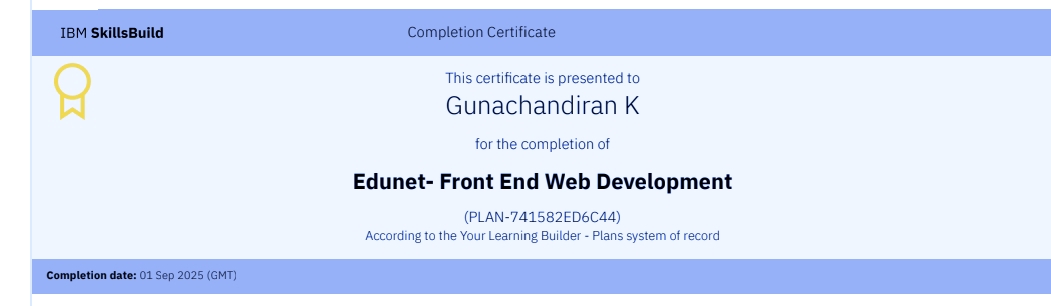 IBM SkillsBuild
Completion Certificate
This certificate is presented to
Gunachandiran K
for the completion of
Edunet- Front End Web Development
(PLAN-741582ED6C44)
According to the Your Learning Builder - Plans system of record
Completion date: 01 Sep 2025 (GMT)